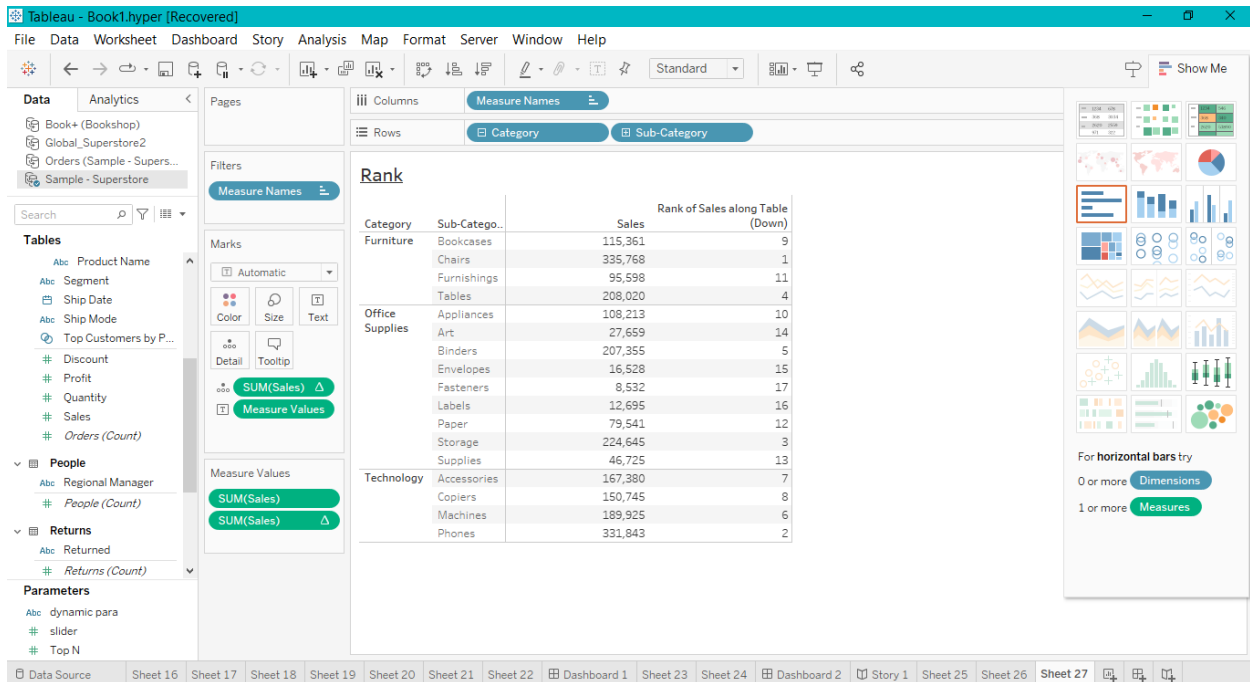 Tableau - Book1.hyper [Recovered]
File Data Worksheet Dashboard Story Analysis Map Format Server Window Help
Standard
Show Me
Data Analytics
Book+ (Bookshop)
Global_Superstore2
Orders (Sample - Supers...
Sample - Superstore
Search
Tables
Abc Product Name
Abc Segment
Ship Date
Abc Ship Mode
Top Customers by P...
# Discount
# Profit
# Quantity
# Sales
# Orders (Count)
People
Abc Regional Manager
# People (Count)
Returns
Abc Returned
# Returns (Count)
Parameters
Abc dynamic para
# slider
# Top N
Pages
Filters
Measure Names
Marks
T Automatic
Color Size Text
Detail Tooltip
SUM(Sales) Δ
T Measure Values
Measure Values
SUM(Sales)
SUM(Sales) Δ
Columns Measure Names
Rows Category Sub-Category
Rank
Category Sub-Catego.. Sales Rank of Sales along Table (Down)
Furniture Bookcases 115,361 9
Chairs 335,768 1
Furnishings 95,598 11
Tables 208,020 4
Office Supplies Appliances 108,213 10
Art 27,659 14
Binders 207,355 5
Envelopes 16,528 15
Fasteners 8,532 17
Labels 12,695 16
Paper 79,541 12
Storage 224,645 3
Supplies 46,725 13
Technology Accessories 167,380 7
Copiers 150,745 8
Machines 189,925 6
Phones 331,843 2
For horizontal bars try
0 or more Dimensions
1 or more Measures
Data Source Sheet 16 Sheet 17 Sheet 18 Sheet 19 Sheet 20 Sheet 21 Sheet 22 Dashboard 1 Sheet 23 Sheet 24 Dashboard 2 Story 1 Sheet 25 Sheet 26 Sheet 27